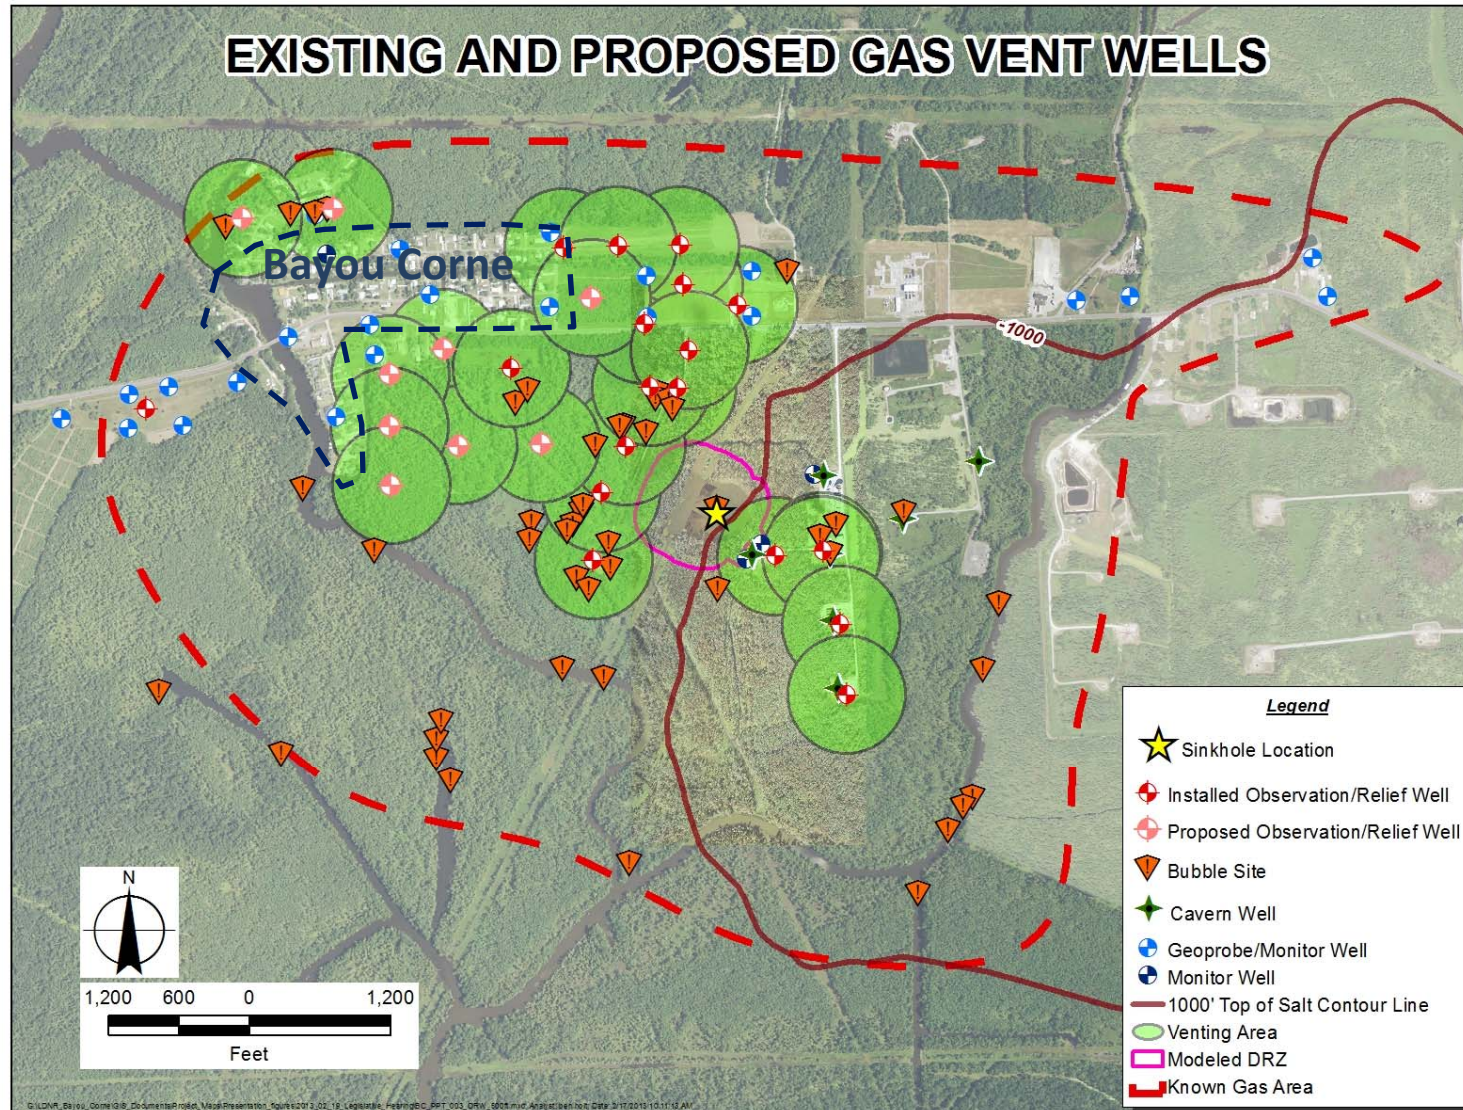 EXISTING AND PROPOSED GAS VENT WELLS
Bayou Corne
-1000
N
1,200 600 0 1,200
Feet
Legend
Sinkhole Location
Installed Observation/Relief Well
Proposed Observation/Relief Well
Bubble Site
Cavern Well
Geoprobe/Monitor Well
Monitor Well
1000' Top of Salt Contour Line
Venting Area
Modeled DRZ
Known Gas Area